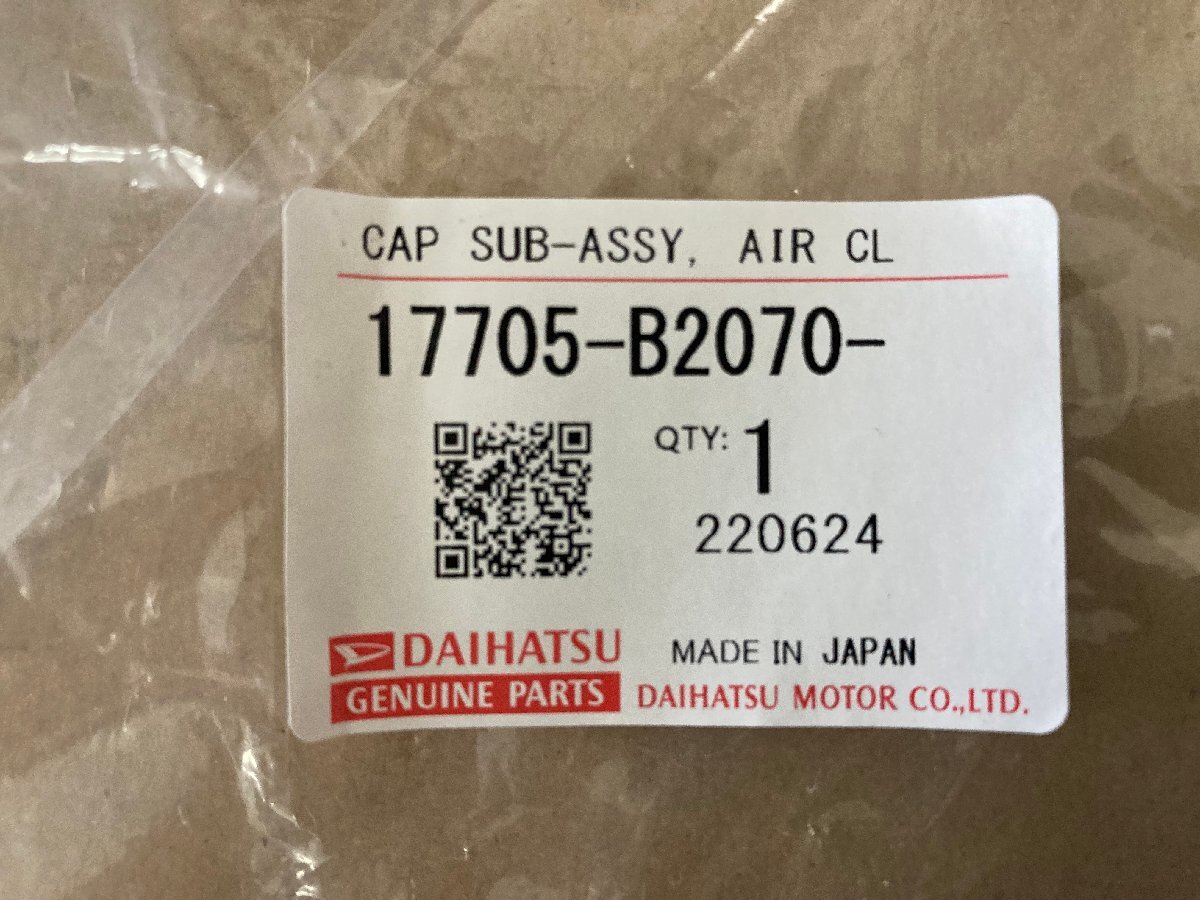 CAP SUB-ASSY, AIR CL
17705-B2070-
QTY: 1
220624
DAIHATSU MADE IN JAPAN
GENUINE PARTS DAIHATSU MOTOR CO.,LTD.